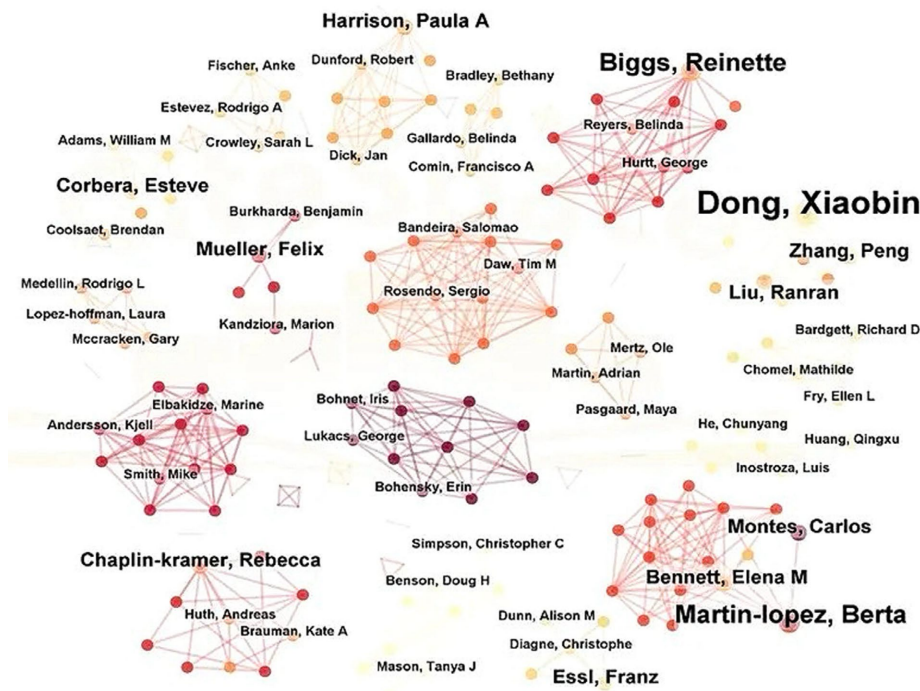 Harrison, Paula A
Fischer, Anke
Dunford, Robert
Bradley, Bethany
Biggs, Reinette
Estevez, Rodrigo A
Reyers, Belinda
Adams, William M
Crowley, Sarah L
Gallardo, Belinda
Dick, Jan
Comin, Francisco A
Hurtt, George
Corbera, Esteve
Dong, Xiaobin
Burkharda, Benjamin
Coolsaet, Brendan
Bandeira, Salomao
Mueller, Felix
Zhang, Peng
Daw, Tim M
Medellin, Rodrigo L
Rosendo, Sergio
Liu, Ranran
Lopez-hoffman, Laura
Kandziora, Marion
Bardgett, Richard D
Mccracken, Gary
Mertz, Ole
Martin, Adrian
Chomel, Mathilde
Bohnet, Iris
Fry, Ellen L
Elbakidze, Marine
Pasgaard, Maya
Andersson, Kjell
He, Chunyang
Lukacs, George
Huang, Qingxu
Smith, Mike
Inostroza, Luis
Bohensky, Erin
Montes, Carlos
Simpson, Christopher C
Chaplin-kramer, Rebecca
Bennett, Elena M
Benson, Doug H
Huth, Andreas
Dunn, Alison M
Martin-lopez, Berta
Brauman, Kate A
Diagne, Christophe
Mason, Tanya J
Essl, Franz